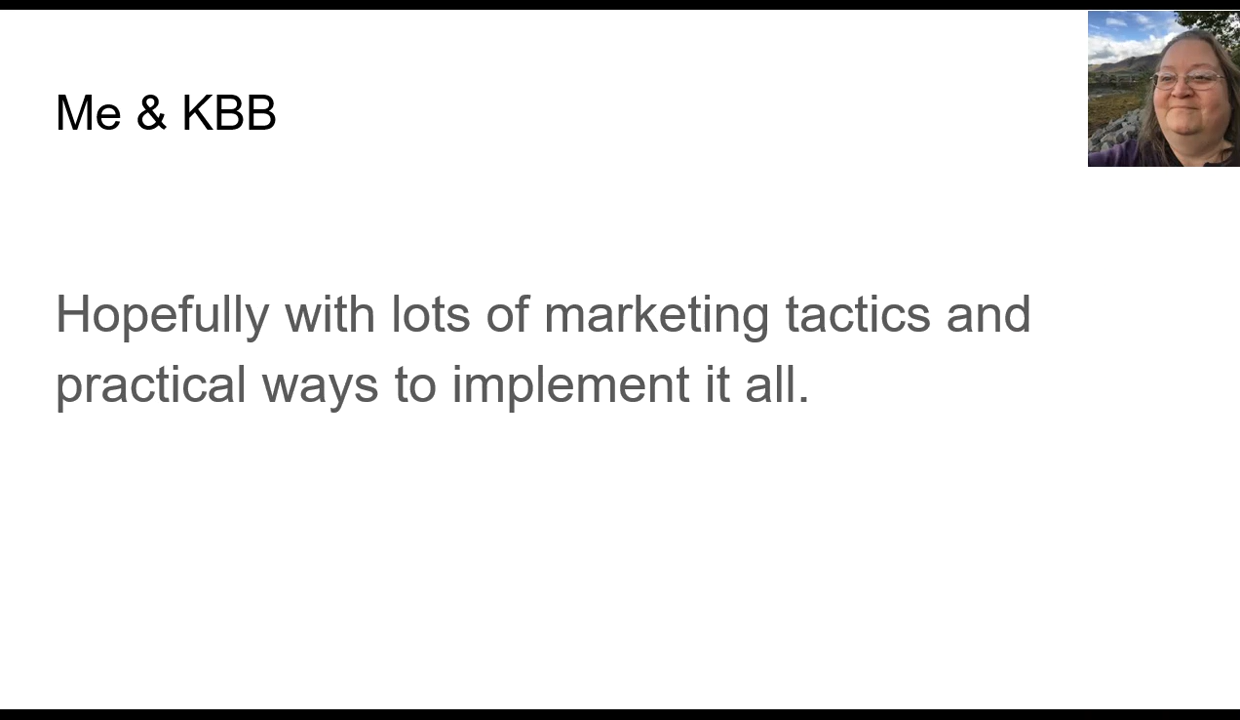 Me & KBB
Hopefully with lots of marketing tactics and
practical ways to implement it all.